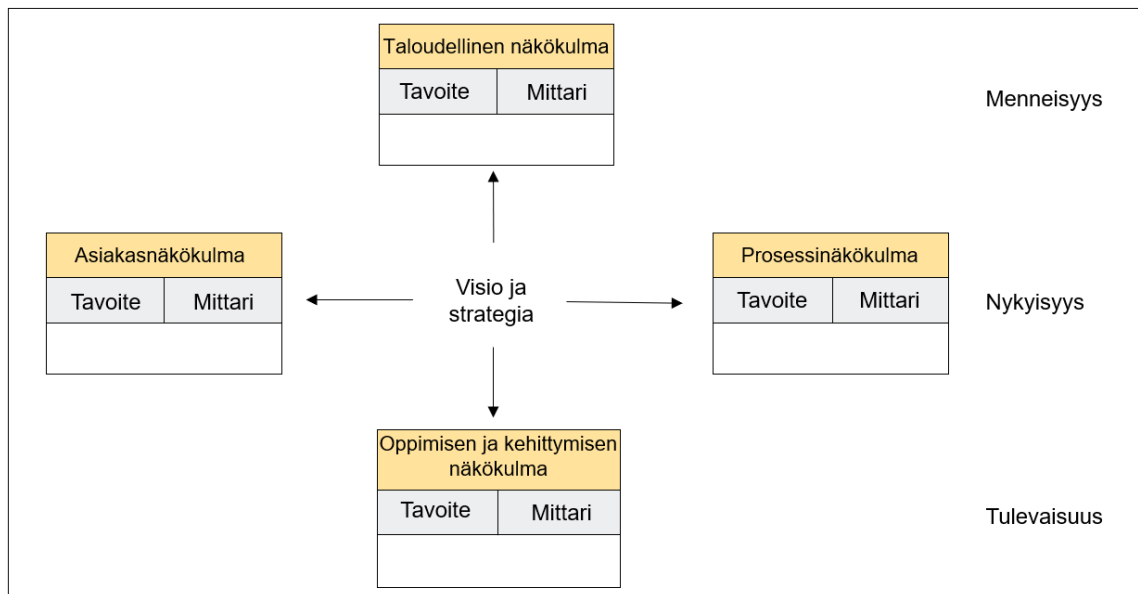 Taloudellinen näkökulma
Tavoite Mittari
Menneisyys
Asiakasnäkökulma
Tavoite Mittari
Visio ja
strategia
Prosessinäkökulma
Tavoite Mittari
Nykyisyys
Oppimisen ja kehittymisen
näkökulma
Tavoite Mittari
Tulevaisuus